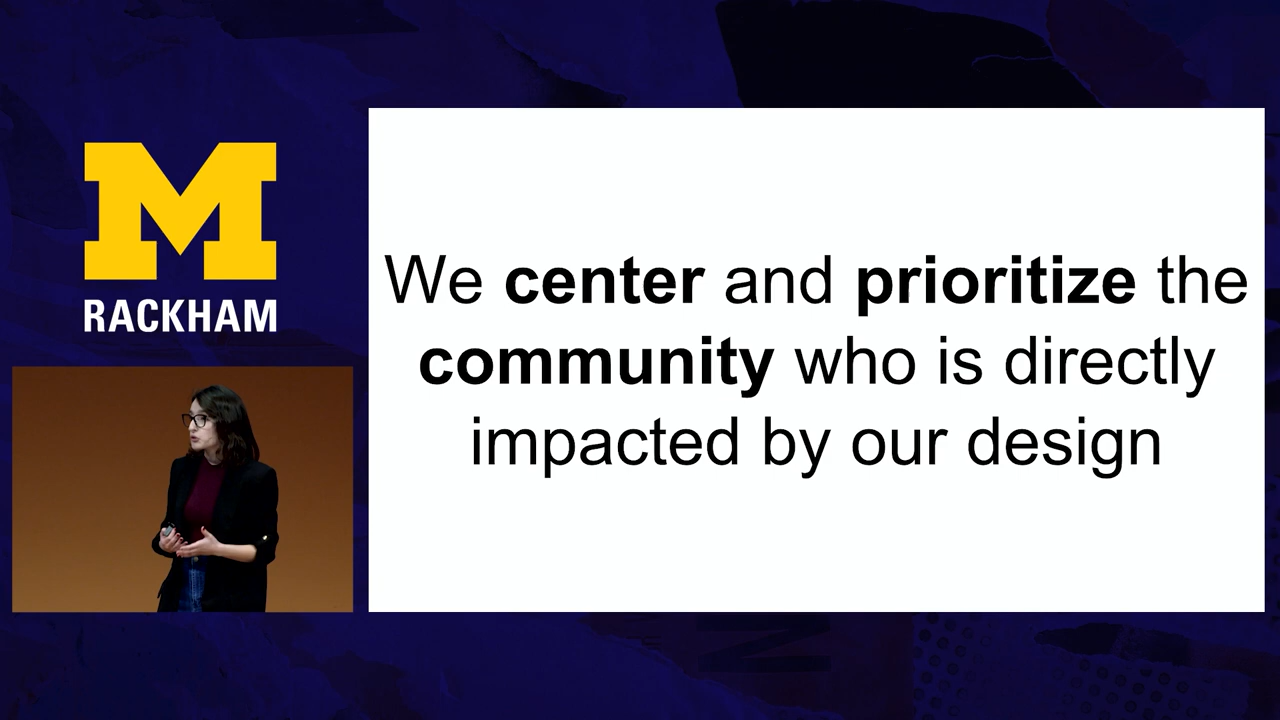 M
RACKHAM
We center and prioritize the
community who is directly
impacted by our design